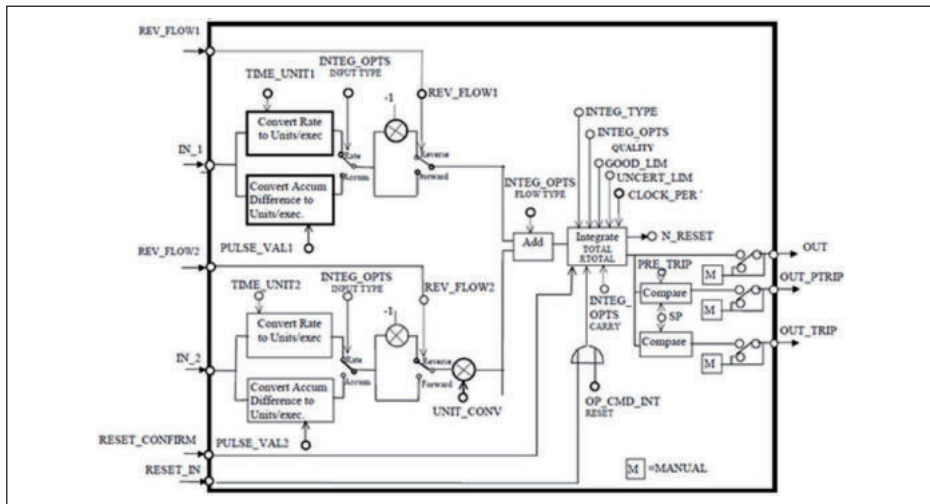 REV_FLOW1
TIME_UNIT1
INTEG_OPTS
INPUT TYPE
REV_FLOW1
-1
Convert Rate
to Units/exec
IN_1
Rate
Accum
Reverse
Forward
Convert Accum
Difference to
Units/exec.
PULSE_VAL1
INTEG_TYPE
INTEG_OPTS
QUALITY
GOOD_LIM
UNCERT_LIM
CLOCK_PER
INTEG_OPTS
FLOW TYPE
Add
Integrate
TOTAL
RTOTAL
N_RESET
OUT
M
PRE_TRIP
Compare
OUT_PTRIP
M
SP
Compare
OUT_TRIP
M
INTEG_
OPTS
CARRY
REV_FLOW2
TIME_UNIT2
INTEG_OPTS
INPUT TYPE
REV_FLOW2
-1
Convert Rate
to Units/exec
IN_2
Rate
Accum
Reverse
Forward
Convert Accum
Difference to
Units/exec.
UNIT_CONV
PULSE_VAL2
OP_CMD_INT
RESET
RESET_CONFIRM
RESET_IN
M =MANUAL